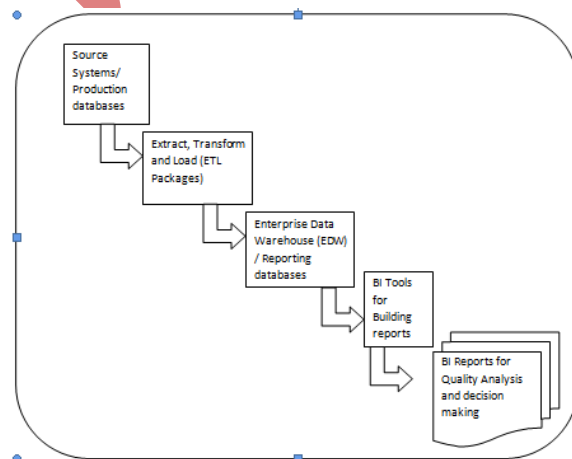 Source
Systems/
Production
databases
Extract, Transform
and Load (ETL
Packages)
Enterprise Data
Warehouse (EDW)
/ Reporting
databases
BI Tools
for
Building
reports
BI Reports for
Quality Analysis
and decision
making